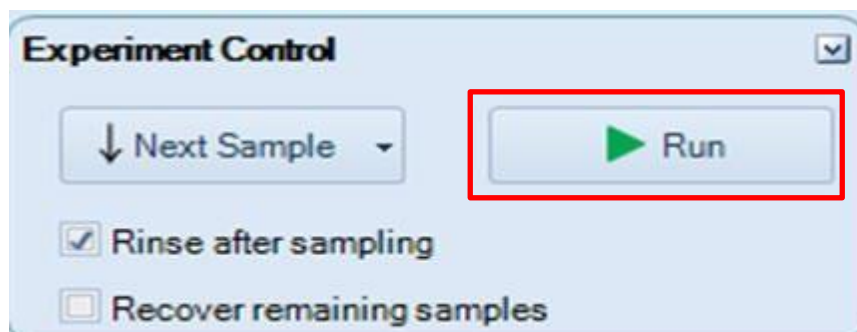 Experiment Control
Next Sample
Run
Rinse after sampling
Recover remaining samples